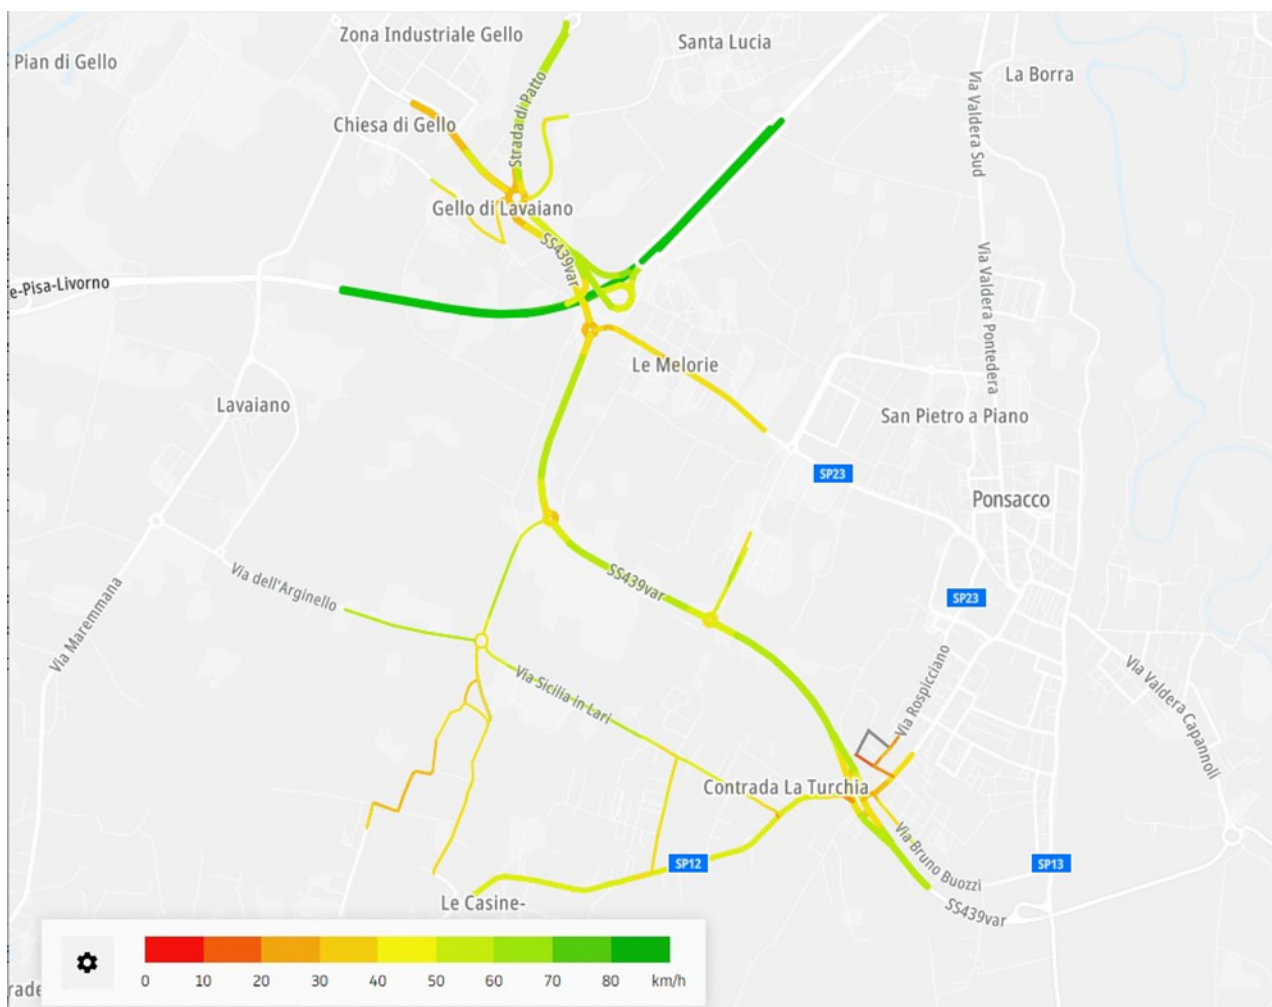 Zona Industriale Gello
Santa Lucia
Pian di Gello
La Borra
Via Valdera Sud
Chiesa di Gello
Strada di Patto
Gello di Lavaiano
SS439var
e-Pisa-Livorno
Via Valdera Pontedera
Le Melorie
Lavaiano
San Pietro a Piano
SP23
Ponsacco
Via dell'Arginello
SS439var
SP23
Via Maremmana
Via Sicilia in Lari
Via Rospicciano
Via Valdera Capannoli
Contrada La Turchia
Via Bruno Buozzi
SP12
SP13
Le Casine-
SS439var
0 10 20 30 40 50 60 70 80 km/h
rade